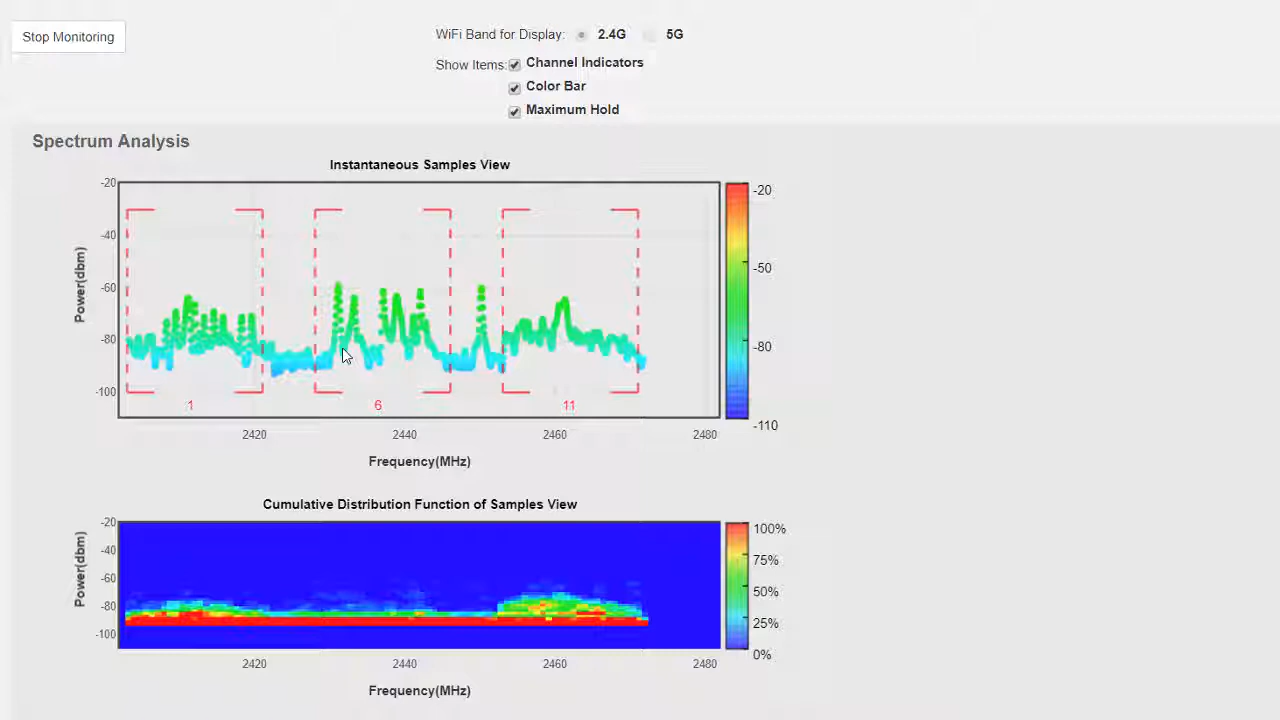 Stop Monitoring
WiFi Band for Display: 2.4G 5G
Show Items: Channel Indicators
Color Bar
Maximum Hold
Spectrum Analysis
Instantaneous Samples View
-20
-40
-60
-80
-100
Power(dbm)
1 6 11
2420 2440 2460 2480
Frequency(MHz)
-20
-50
-80
-110
Cumulative Distribution Function of Samples View
-20
-40
-60
-80
-100
Power(dbm)
2420 2440 2460 2480
Frequency(MHz)
100%
75%
50%
25%
0%